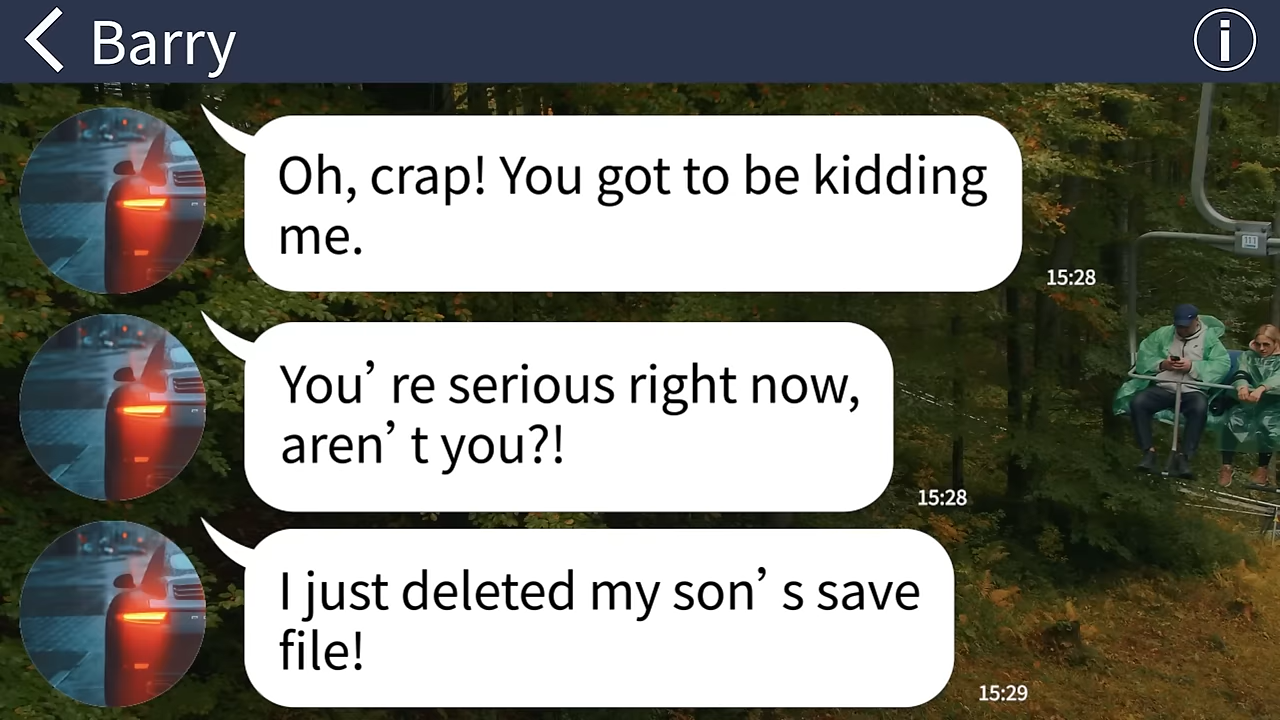 Barry
Oh, crap! You got to be kidding
me.
15:28
You’ re serious right now,
aren’ t you?!
15:28
I just deleted my son’ s save
file!
15:29